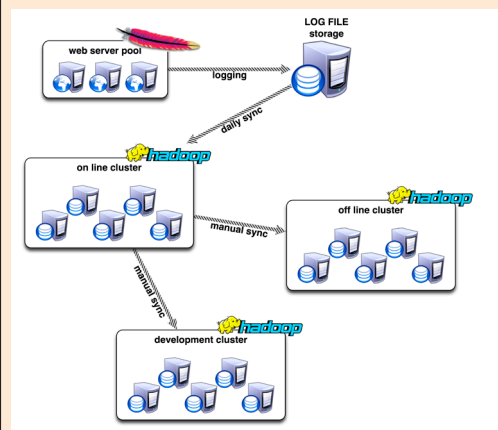 LOG FILE
storage
web server pool
logging
daily sync
hadoop
on line cluster
hadoop
off line cluster
manual sync
manual sync
hadoop
development cluster